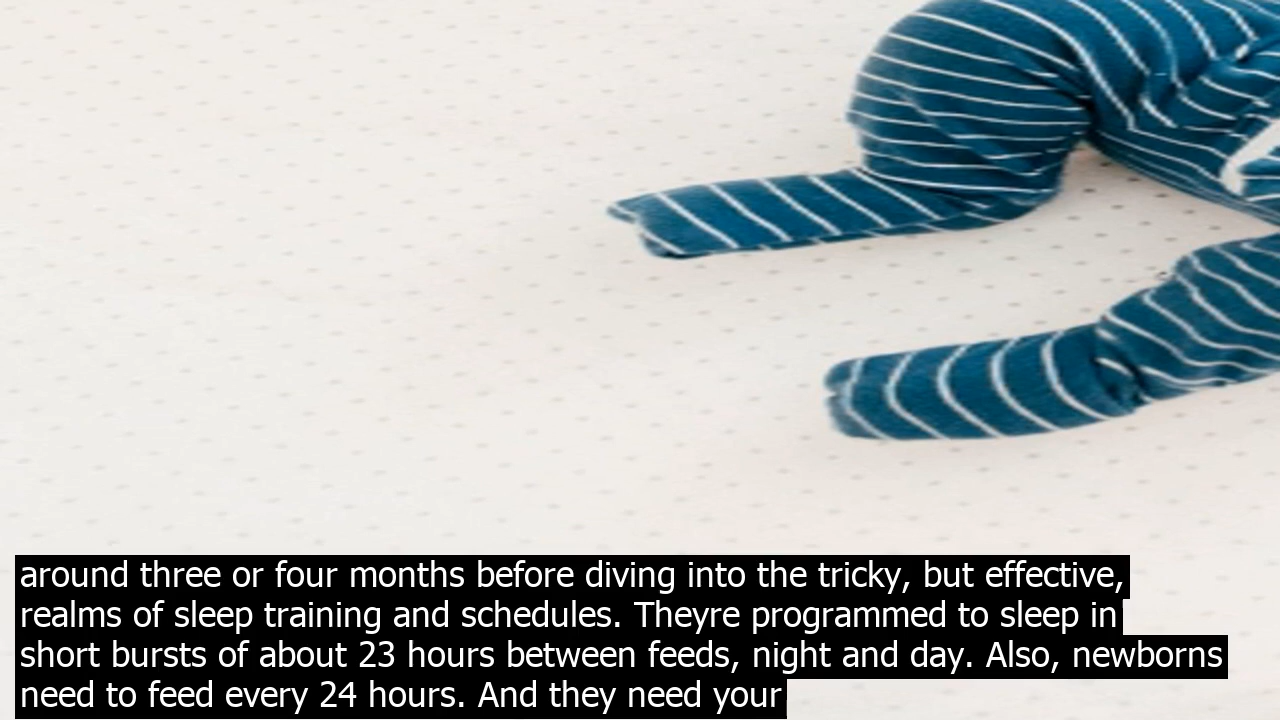 around three or four months before diving into the tricky, but effective,
realms of sleep training and schedules. Theyre programmed to sleep in
short bursts of about 23 hours between feeds, night and day. Also, newborns
need to feed every 24 hours. And they need your